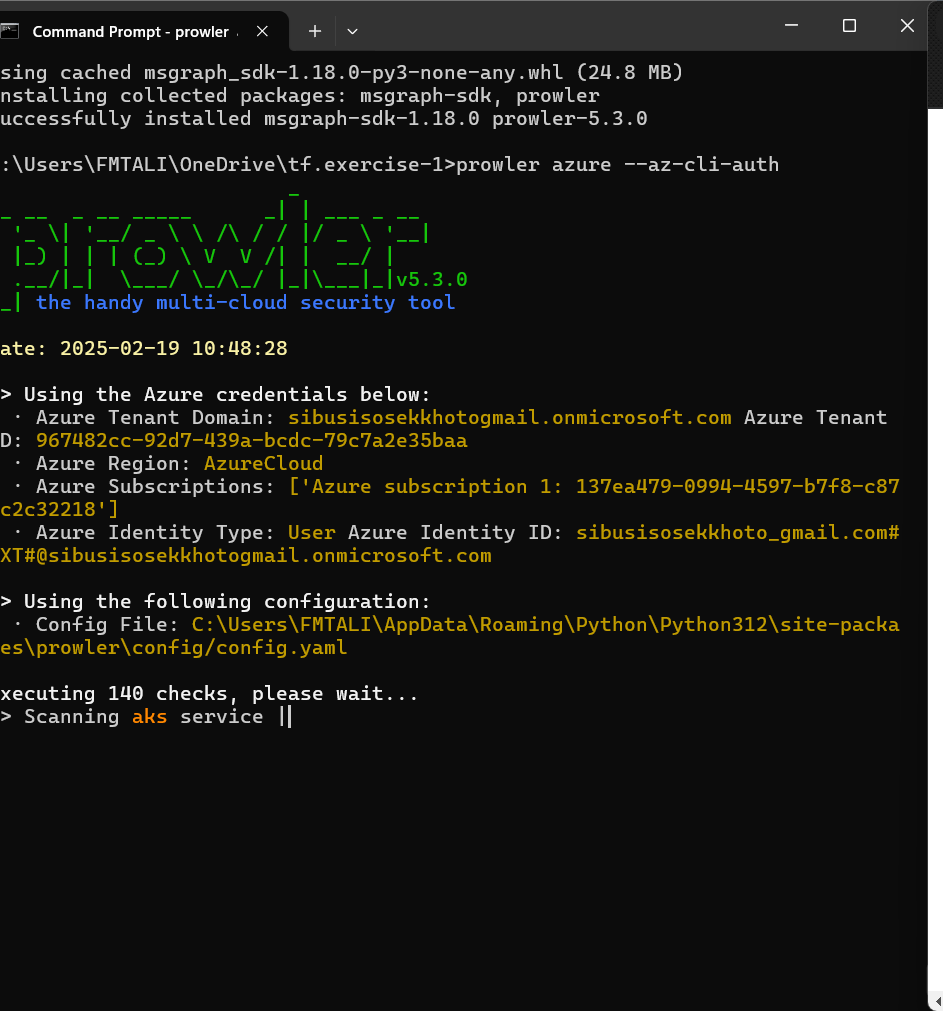 Command Prompt - prowler
sing cached msgraph_sdk-1.18.0-py3-none-any.whl (24.8 MB)
nstalling collected packages: msgraph-sdk, prowler
uccessfully installed msgraph-sdk-1.18.0 prowler-5.3.0
:\Users\FMTALI\OneDrive\tf.exercise-1>prowler azure --az-cli-auth
prowler
v5.3.0
the handy multi-cloud security tool
ate: 2025-02-19 10:48:28
> Using the Azure credentials below:
· Azure Tenant Domain: sibusisosekkhotogmail.onmicrosoft.com Azure Tenant
D: 967482cc-92d7-439a-bcdc-79c7a2e35baa
· Azure Region: AzureCloud
· Azure Subscriptions: ['Azure subscription 1: 137ea479-0994-4597-b7f8-c87
c2c32218']
· Azure Identity Type: User Azure Identity ID: sibusisosekkhoto_gmail.com#
XT#@sibusisosekkhotogmail.onmicrosoft.com
> Using the following configuration:
· Config File: C:\Users\FMTALI\AppData\Roaming\Python\Python312\site-packa
es\prowler\config/config.yaml
xecuting 140 checks, please wait...
> Scanning aks service |